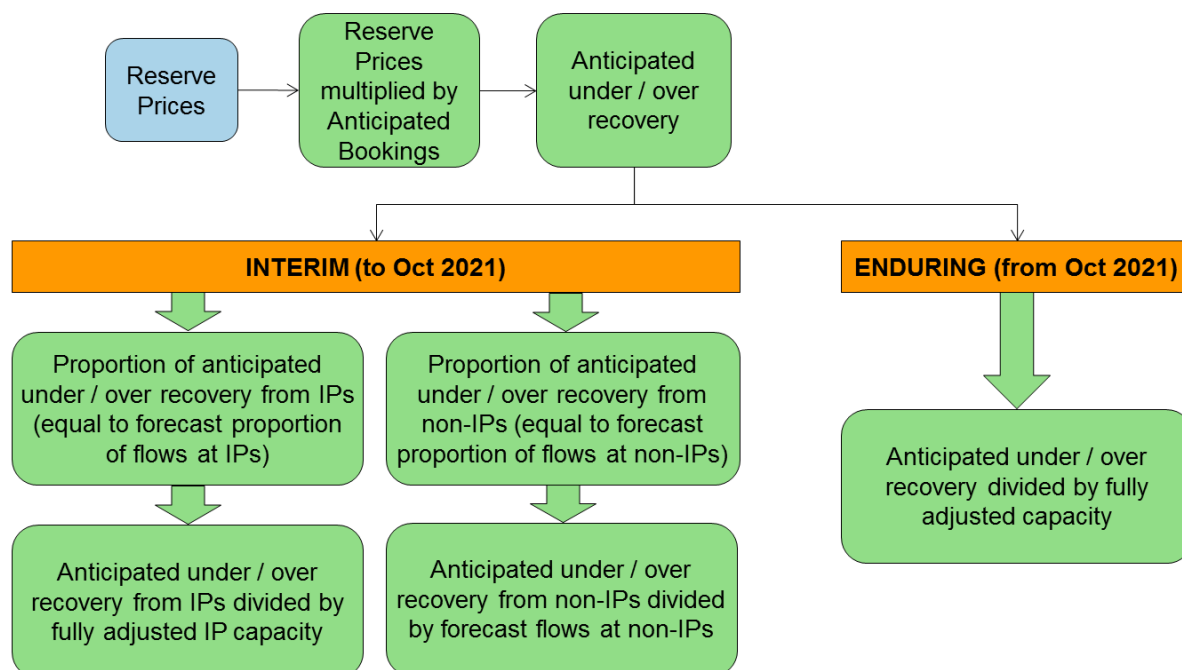 Reserve
Prices
Reserve
Prices
multiplied by
Anticipated
Bookings
Anticipated
under / over
recovery
INTERIM (to Oct 2021)
ENDURING (from Oct 2021)
Proportion of anticipated
under / over recovery from IPs
(equal to forecast proportion
of flows at IPs)
Proportion of anticipated
under / over recovery from
non-IPs (equal to forecast
proportion of flows at non-IPs)
Anticipated under / over
recovery divided by fully
adjusted capacity
Anticipated under / over
recovery from IPs divided by
fully adjusted IP capacity
Anticipated under / over
recovery from non-IPs divided
by forecast flows at non-IPs